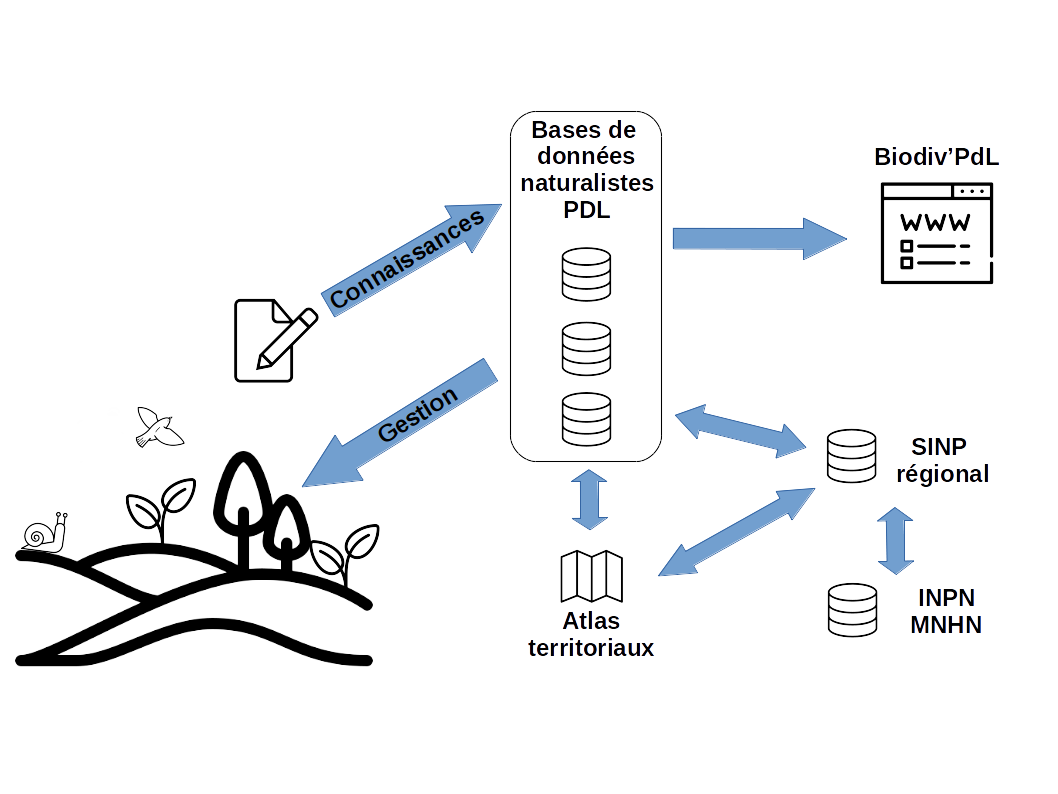 Bases de
données
naturalistes
PDL
Biodiv’PdL
WWW
Connaissances
Gestion
SINP
régional
Atlas
territoriaux
INPN
MNHN